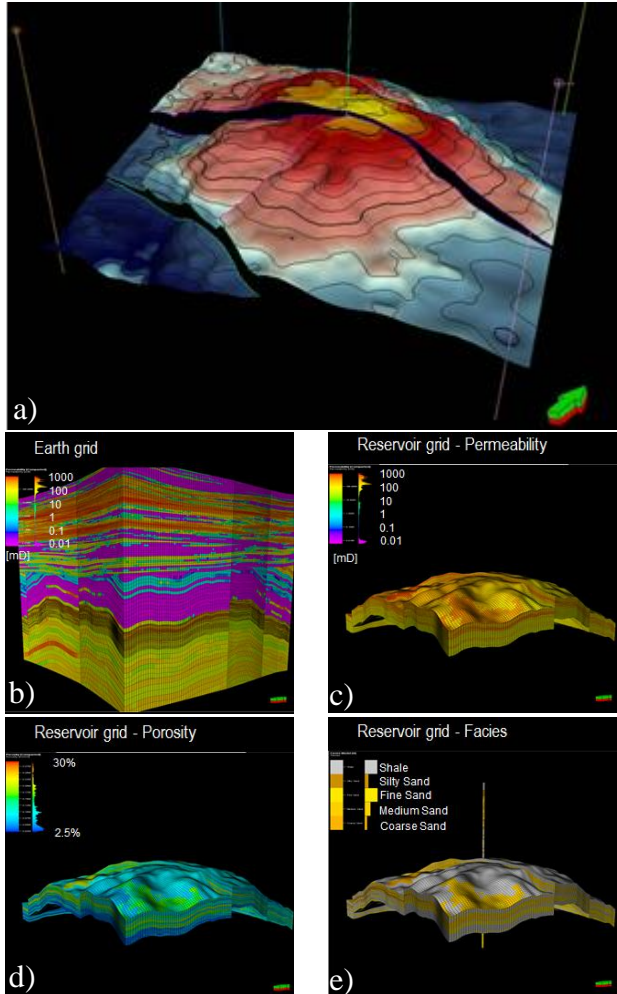 a)
Earth grid
1000
100
10
1
0.1
0.01
[mD]
b)
Reservoir grid - Permeability
1000
100
10
1
0.1
0.01
[mD]
c)
Reservoir grid - Porosity
30%
2.5%
d)
Reservoir grid - Facies
Shale
Silty Sand
Fine Sand
Medium Sand
Coarse Sand
e)